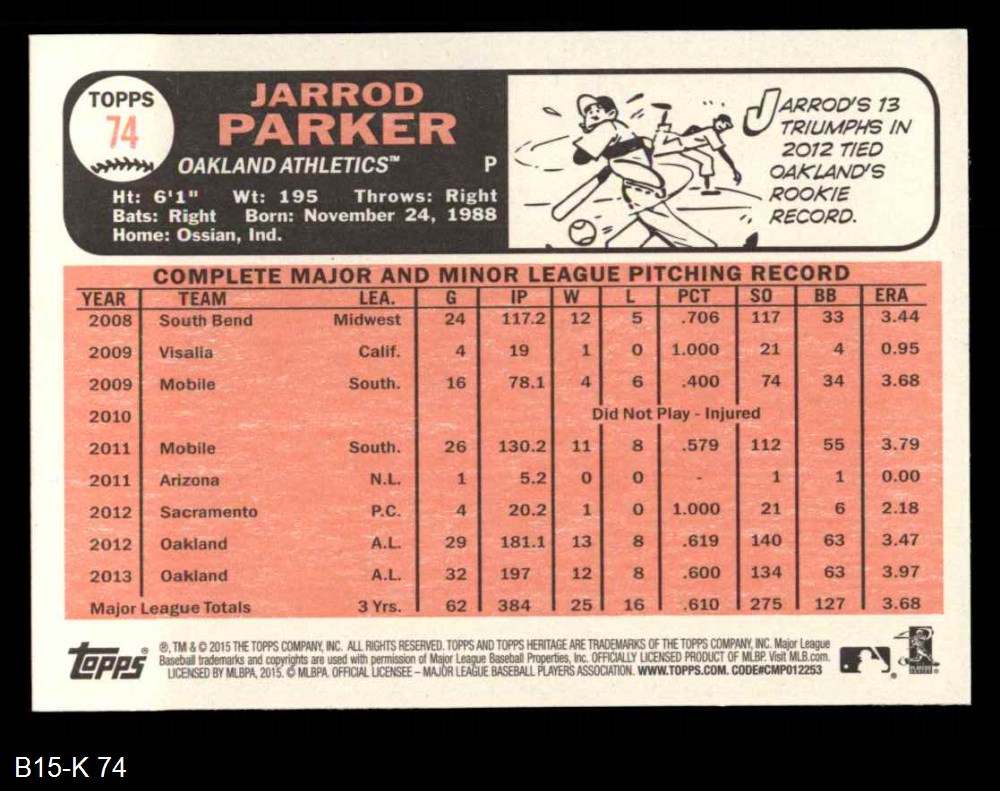 TOPPS
74
JARROD
PARKER
OAKLAND ATHLETICS™ P
Ht: 6'1" Wt: 195 Throws: Right
Bats: Right Born: November 24, 1988
Home: Ossian, Ind.
JARROD'S 13
TRIUMPHS IN
2012 TIED
OAKLAND'S
ROOKIE
RECORD.
COMPLETE MAJOR AND MINOR LEAGUE PITCHING RECORD
YEAR TEAM LEA. G IP W L PCT SO BB ERA
2008 South Bend Midwest 24 117.2 12 5 .706 117 33 3.44
2009 Visalia Calif. 4 19 1 0 1.000 21 4 0.95
2009 Mobile South. 16 78.1 4 6 .400 74 34 3.68
2010 Did Not Play - Injured
2011 Mobile South. 26 130.2 11 8 .579 112 55 3.79
2011 Arizona N.L. 1 5.2 0 0 - 1 1 0.00
2012 Sacramento P.C. 4 20.2 1 0 1.000 21 6 2.18
2012 Oakland A.L. 29 181.1 13 8 .619 140 63 3.47
2013 Oakland A.L. 32 197 12 8 .600 134 63 3.97
Major League Totals 3 Yrs. 62 384 25 16 .610 275 127 3.68
Topps®
®, TM & © 2015 THE TOPPS COMPANY, INC. ALL RIGHTS RESERVED. TOPPS AND TOPPS HERITAGE ARE TRADEMARKS OF THE TOPPS COMPANY, INC. Major League
Baseball trademarks and copyrights are used with permission of Major League Baseball Properties, Inc. OFFICIALLY LICENSED PRODUCT OF MLBP. Visit MLB.com.
LICENSED BY MLBPA, 2015. © MLBPA. OFFICIAL LICENSEE – MAJOR LEAGUE BASEBALL PLAYERS ASSOCIATION. WWW.TOPPS.COM. CODE#CMP012253
B15-K 74